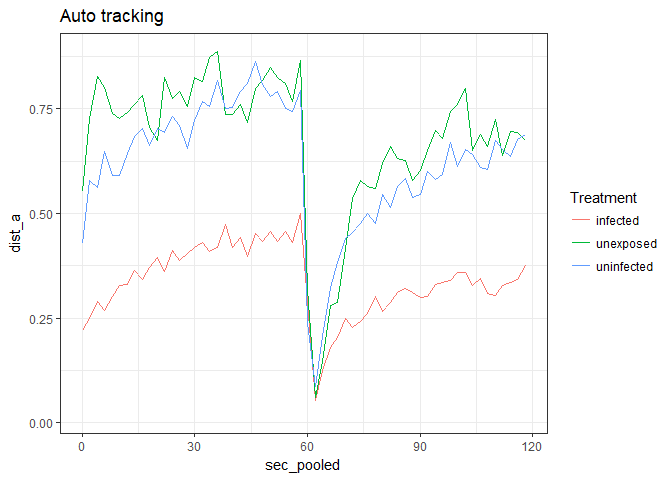 Auto tracking
0.75
0.50
0.25
0.00
dist_a
0
30
60
90
120
sec_pooled
Treatment
infected
unexposed
uninfected